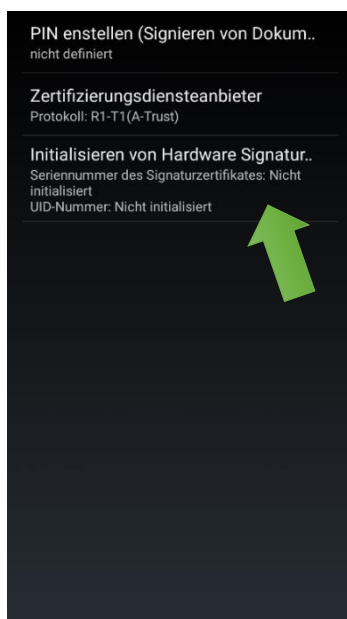 PIN enstellen (Signieren von Dokum..
nicht definiert
Zertifizierungsdiensteanbieter
Protokoll: R1-T1(A-Trust)
Initialisieren von Hardware Signatur..
Seriennummer des Signaturzertifikates: Nicht
initialisiert
UID-Nummer: Nicht initialisiert